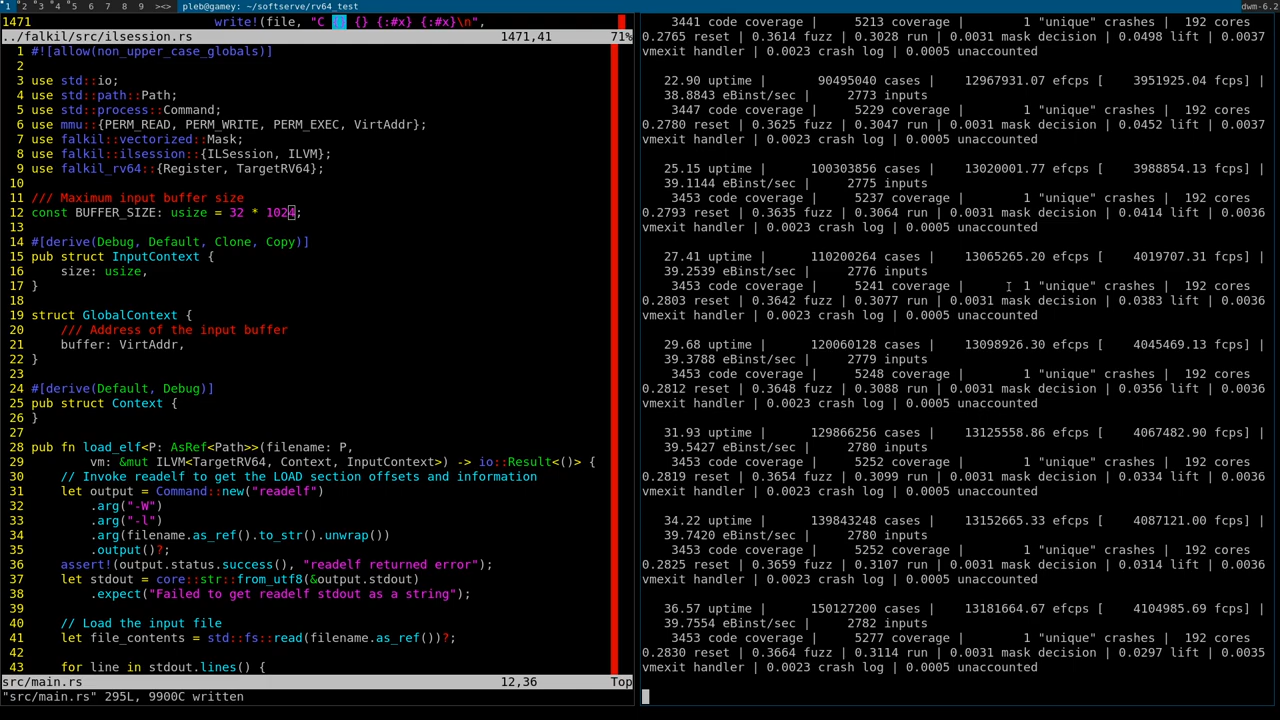 1 2 3 4 5 6 7 8 9 ><> pleb@gamey: ~/softserve/rv64_test dwm-6.2
1471 write!(file, "C {} {} {:#x} {:#x}\n",
../falkil/src/ilsession.rs 1471,41 71%
1 #![allow(non_upper_case_globals)]
2
3 use std::io;
4 use std::path::Path;
5 use std::process::Command;
6 use mmu::{PERM_READ, PERM_WRITE, PERM_EXEC, VirtAddr};
7 use falkil::vectorized::Mask;
8 use falkil::ilsession::{ILSession, ILVM};
9 use falkil_rv64::{Register, TargetRV64};
10
11 /// Maximum input buffer size
12 const BUFFER_SIZE: usize = 32 * 1024;
13
14 #[derive(Debug, Default, Clone, Copy)]
15 pub struct InputContext {
16     size: usize,
17 }
18
19 struct GlobalContext {
20     /// Address of the input buffer
21     buffer: VirtAddr,
22 }
23
24 #[derive(Default, Debug)]
25 pub struct Context {
26 }
27
28 pub fn load_elf<P: AsRef<Path>>(filename: P,
29         vm: &mut ILVM<TargetRV64, Context, InputContext>) -> io::Result<()> {
30     // Invoke readelf to get the LOAD section offsets and information
31     let output = Command::new("readelf")
32         .arg("-W")
33         .arg("-l")
34         .arg(filename.as_ref().to_str().unwrap())
35         .output()?;
36     assert!(output.status.success(), "readelf returned error");
37     let stdout = core::str::from_utf8(&output.stdout)
38         .expect("Failed to get readelf stdout as a string");
39
40     // Load the input file
41     let file_contents = std::fs::read(filename.as_ref())?;
42
43     for line in stdout.lines() {
src/main.rs 12,36 Top
"src/main.rs" 295L, 9900C written
3441 code coverage | 5213 coverage | 1 "unique" crashes | 192 cores
0.2765 reset | 0.3614 fuzz | 0.3028 run | 0.0031 mask decision | 0.0498 lift | 0.0037
vmexit handler | 0.0023 crash log | 0.0005 unaccounted
22.90 uptime | 90495040 cases | 12967931.07 efcps [ 3951925.04 fcps] |
38.8843 eBinst/sec | 2773 inputs
3447 code coverage | 5229 coverage | 1 "unique" crashes | 192 cores
0.2780 reset | 0.3625 fuzz | 0.3047 run | 0.0031 mask decision | 0.0452 lift | 0.0037
vmexit handler | 0.0023 crash log | 0.0005 unaccounted
25.15 uptime | 100303856 cases | 13020001.77 efcps [ 3988854.13 fcps] |
39.1144 eBinst/sec | 2775 inputs
3453 code coverage | 5237 coverage | 1 "unique" crashes | 192 cores
0.2793 reset | 0.3635 fuzz | 0.3064 run | 0.0031 mask decision | 0.0414 lift | 0.0036
vmexit handler | 0.0023 crash log | 0.0005 unaccounted
27.41 uptime | 110200264 cases | 13065265.20 efcps [ 4019707.31 fcps] |
39.2539 eBinst/sec | 2776 inputs
3453 code coverage | 5241 coverage | 1 "unique" crashes | 192 cores
0.2803 reset | 0.3642 fuzz | 0.3077 run | 0.0031 mask decision | 0.0383 lift | 0.0036
vmexit handler | 0.0023 crash log | 0.0005 unaccounted
29.68 uptime | 120060128 cases | 13098926.30 efcps [ 4045469.13 fcps] |
39.3788 eBinst/sec | 2779 inputs
3453 code coverage | 5248 coverage | 1 "unique" crashes | 192 cores
0.2812 reset | 0.3648 fuzz | 0.3088 run | 0.0031 mask decision | 0.0356 lift | 0.0036
vmexit handler | 0.0023 crash log | 0.0005 unaccounted
31.93 uptime | 129866256 cases | 13125558.86 efcps [ 4067482.90 fcps] |
39.5427 eBinst/sec | 2780 inputs
3453 code coverage | 5252 coverage | 1 "unique" crashes | 192 cores
0.2819 reset | 0.3654 fuzz | 0.3099 run | 0.0031 mask decision | 0.0334 lift | 0.0036
vmexit handler | 0.0023 crash log | 0.0005 unaccounted
34.22 uptime | 139843248 cases | 13152665.33 efcps [ 4087121.00 fcps] |
39.7420 eBinst/sec | 2780 inputs
3453 code coverage | 5252 coverage | 1 "unique" crashes | 192 cores
0.2825 reset | 0.3659 fuzz | 0.3107 run | 0.0031 mask decision | 0.0314 lift | 0.0036
vmexit handler | 0.0023 crash log | 0.0005 unaccounted
36.57 uptime | 150127200 cases | 13181664.67 efcps [ 4104985.69 fcps] |
39.7554 eBinst/sec | 2782 inputs
3453 code coverage | 5277 coverage | 1 "unique" crashes | 192 cores
0.2830 reset | 0.3664 fuzz | 0.3114 run | 0.0031 mask decision | 0.0297 lift | 0.0035
vmexit handler | 0.0023 crash log | 0.0005 unaccounted